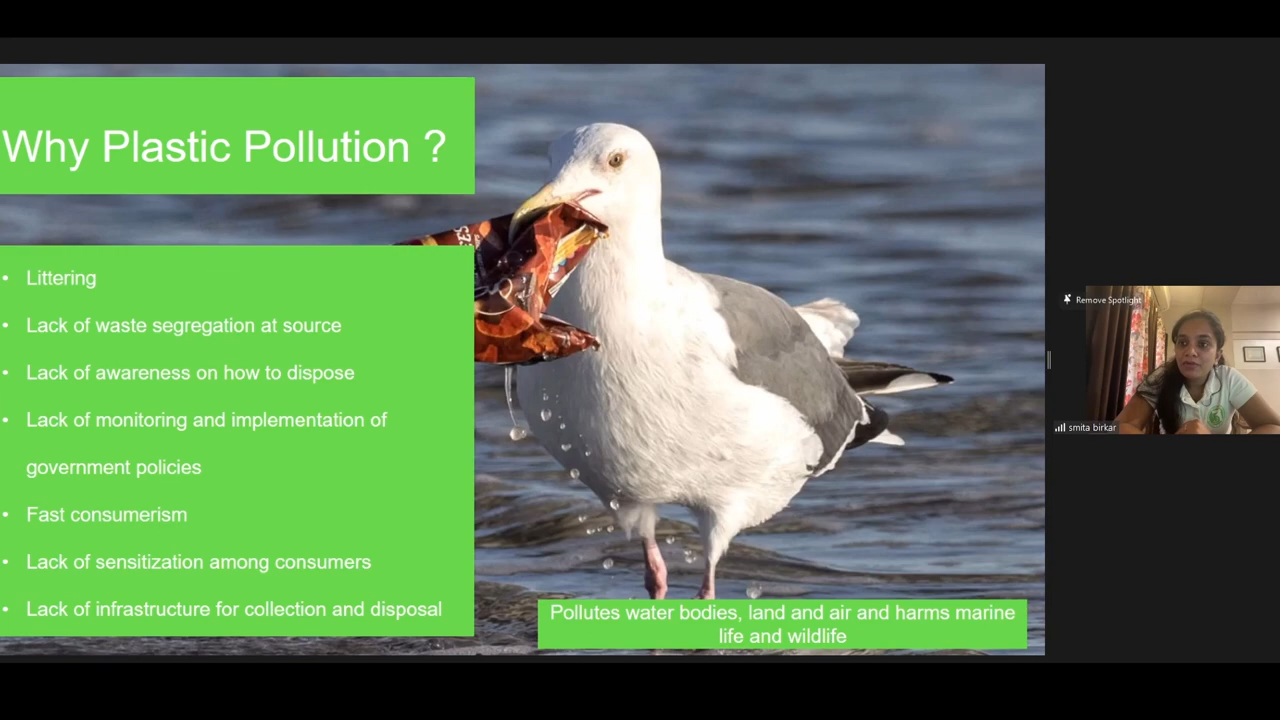 Why Plastic Pollution ?
• Littering
• Lack of waste segregation at source
• Lack of awareness on how to dispose
• Lack of monitoring and implementation of
government policies
• Fast consumerism
• Lack of sensitization among consumers
• Lack of infrastructure for collection and disposal
Pollutes water bodies, land and air and harms marine
life and wildlife
Remove Spotlight
smita birkar